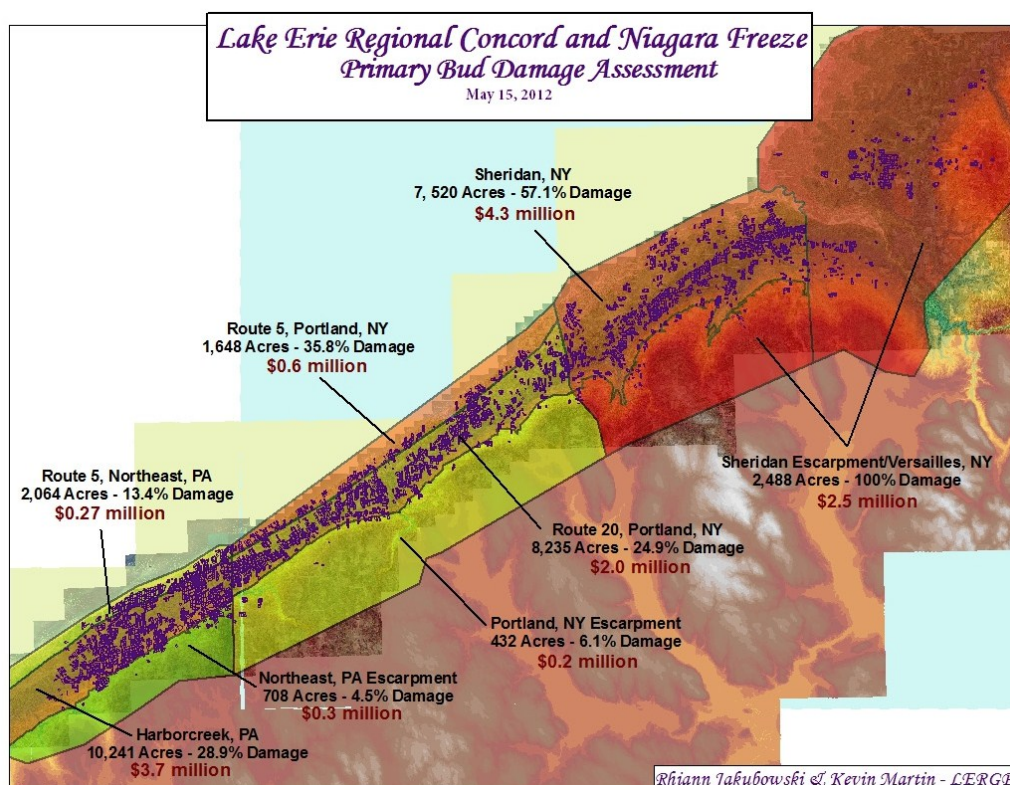 Lake Erie Regional Concord and Niagara Freeze
Primary Bud Damage Assessment
May 15, 2012
Sheridan, NY
7, 520 Acres - 57.1% Damage
$4.3 million
Route 5, Portland, NY
1,648 Acres - 35.8% Damage
$0.6 million
Route 5, Northeast, PA
2,064 Acres - 13.4% Damage
$0.27 million
Sheridan Escarpment/Versailles, NY
2,488 Acres - 100% Damage
$2.5 million
Route 20, Portland, NY
8,235 Acres - 24.9% Damage
$2.0 million
Portland, NY Escarpment
432 Acres - 6.1% Damage
$0.2 million
Northeast, PA Escarpment
708 Acres - 4.5% Damage
$0.3 million
Harborcreek, PA
10,241 Acres - 28.9% Damage
$3.7 million
Rhiann Jakubowski & Kevin Martin - LERGP